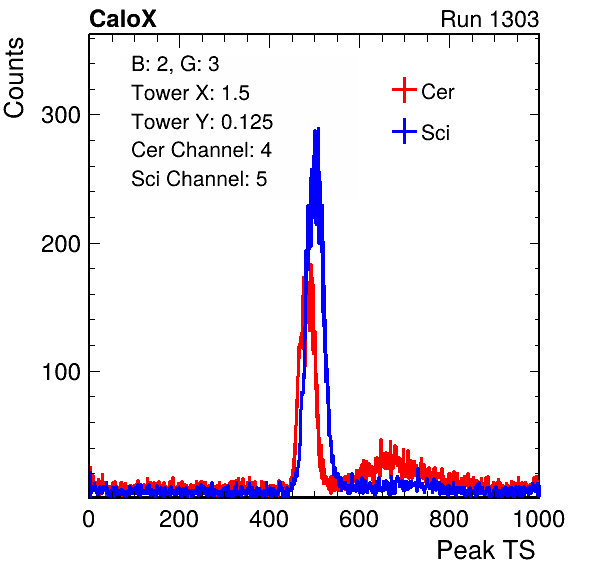 CaloX Run 1303
Counts
B: 2, G: 3
Tower X: 1.5
Tower Y: 0.125
Cer Channel: 4
Sci Channel: 5
Cer
Sci
300
200
100
0 200 400 600 800 1000
Peak TS